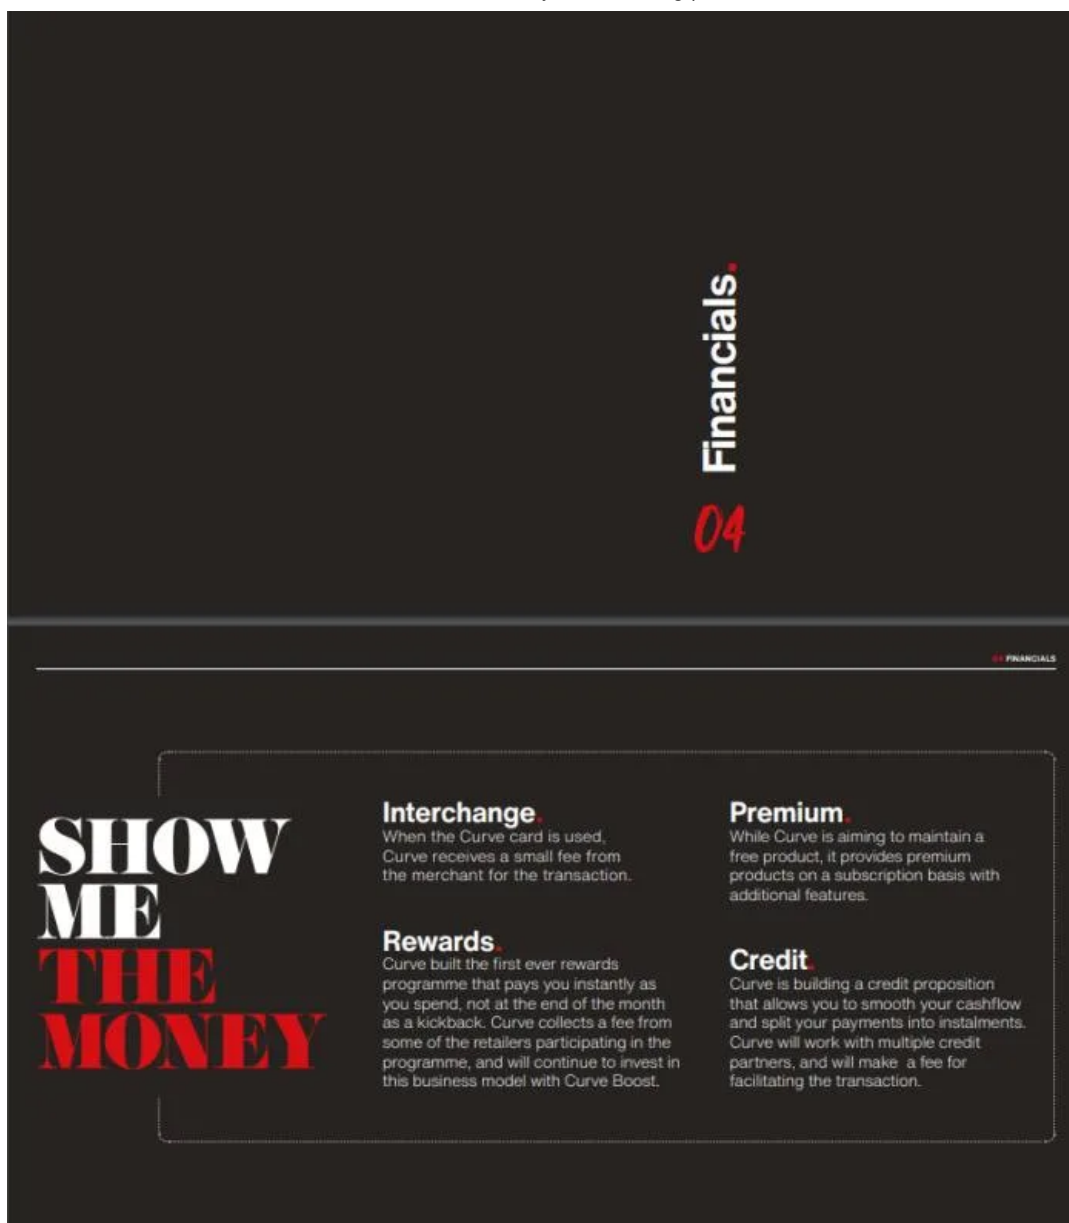 Financials.
04
04 FINANCIALS
SHOW
ME
THE
MONEY
Interchange.
When the Curve card is used,
Curve receives a small fee from
the merchant for the transaction.
Rewards.
Curve built the first ever rewards
programme that pays you instantly as
you spend, not at the end of the month
as a kickback. Curve collects a fee from
some of the retailers participating in the
programme, and will continue to invest in
this business model with Curve Boost.
Premium.
While Curve is aiming to maintain a
free product, it provides premium
products on a subscription basis with
additional features.
Credit.
Curve is building a credit proposition
that allows you to smooth your cashflow
and split your payments into instalments.
Curve will work with multiple credit
partners, and will make a fee for
facilitating the transaction.